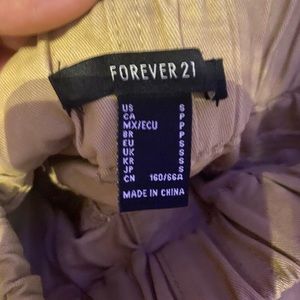 FOREVER 21
US S
CA P
MX/ECU P
BR P
EU S
UK S
KR S
JP S
CN 160/66A
MADE IN CHINA